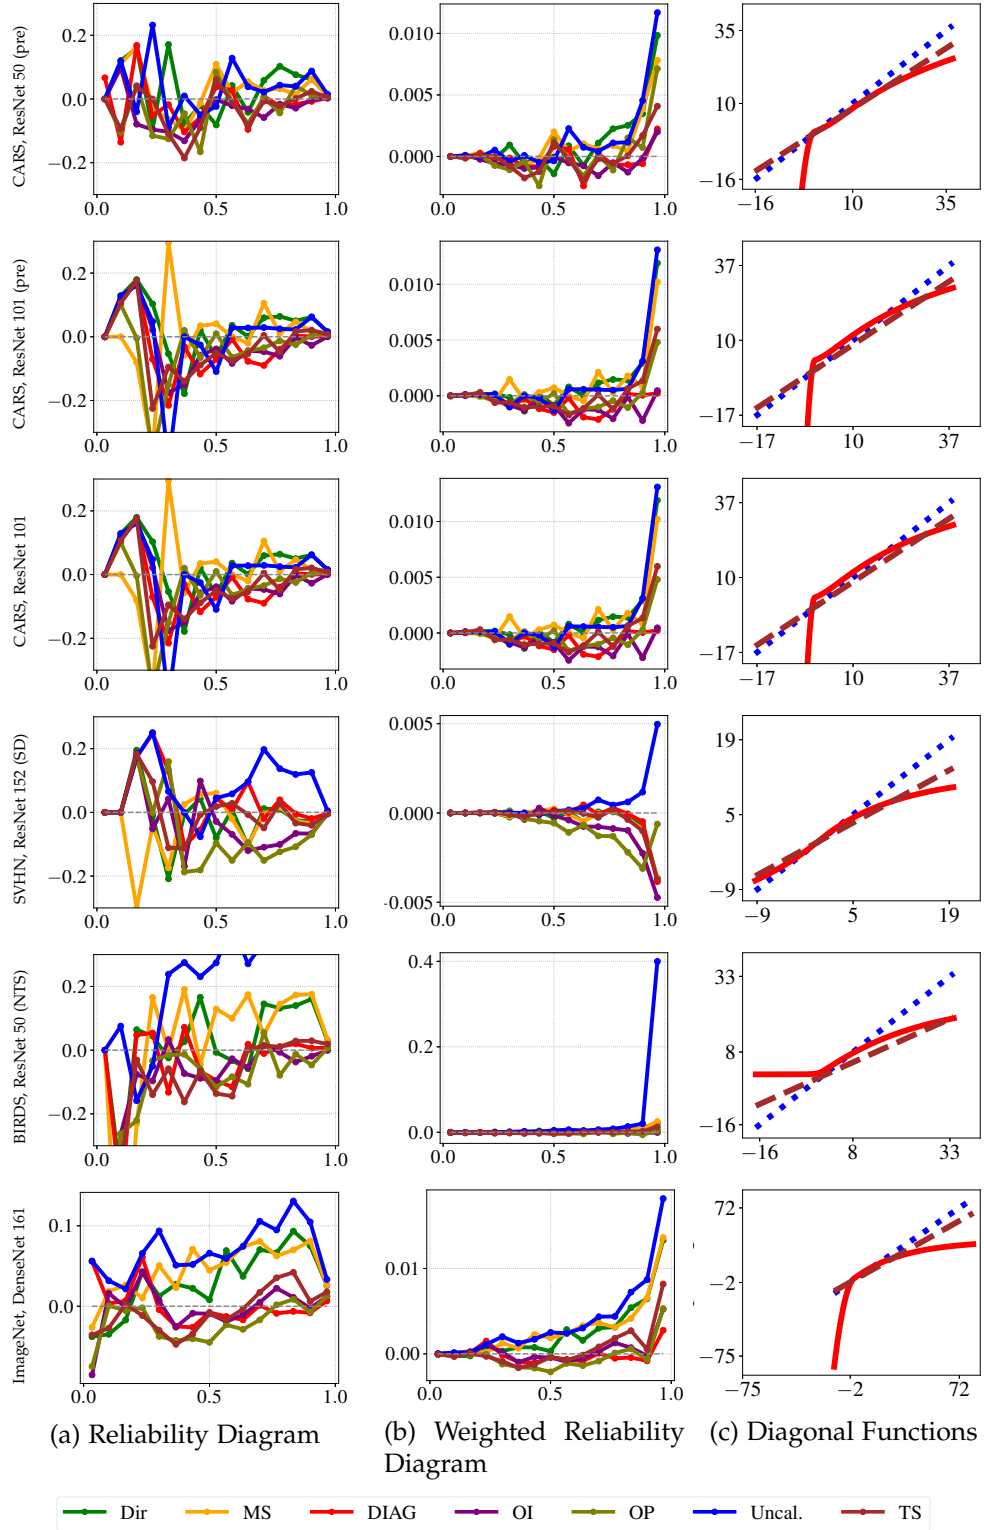 CARS, ResNet 50 (pre)
0.2
0.0
−0.2
0.0 0.5 1.0
0.010
0.005
0.000
0.0 0.5 1.0
35
10
−16
−16 10 35
CARS, ResNet 101 (pre)
0.2
0.0
−0.2
0.0 0.5 1.0
0.010
0.005
0.000
0.0 0.5 1.0
37
10
−17
−17 10 37
CARS, ResNet 101
0.2
0.0
−0.2
0.0 0.5 1.0
0.010
0.005
0.000
0.0 0.5 1.0
37
10
−17
−17 10 37
SVHN, ResNet 152 (SD)
0.2
0.0
−0.2
0.0 0.5 1.0
0.005
0.000
-0.005
0.0 0.5 1.0
19
5
−9
−9 5 19
BIRDS, ResNet 50 (NTS)
0.2
0.0
−0.2
0.0 0.5 1.0
0.4
0.2
0.0
0.0 0.5 1.0
33
8
−16
−16 8 33
ImageNet, DenseNet 161
0.1
0.0
0.0 0.5 1.0
0.01
0.00
0.0 0.5 1.0
72
−2
−75
−75 −2 72
(a) Reliability Diagram
(b) Weighted Reliability
Diagram
(c) Diagonal Functions
Dir MS DIAG OI OP Uncal. TS